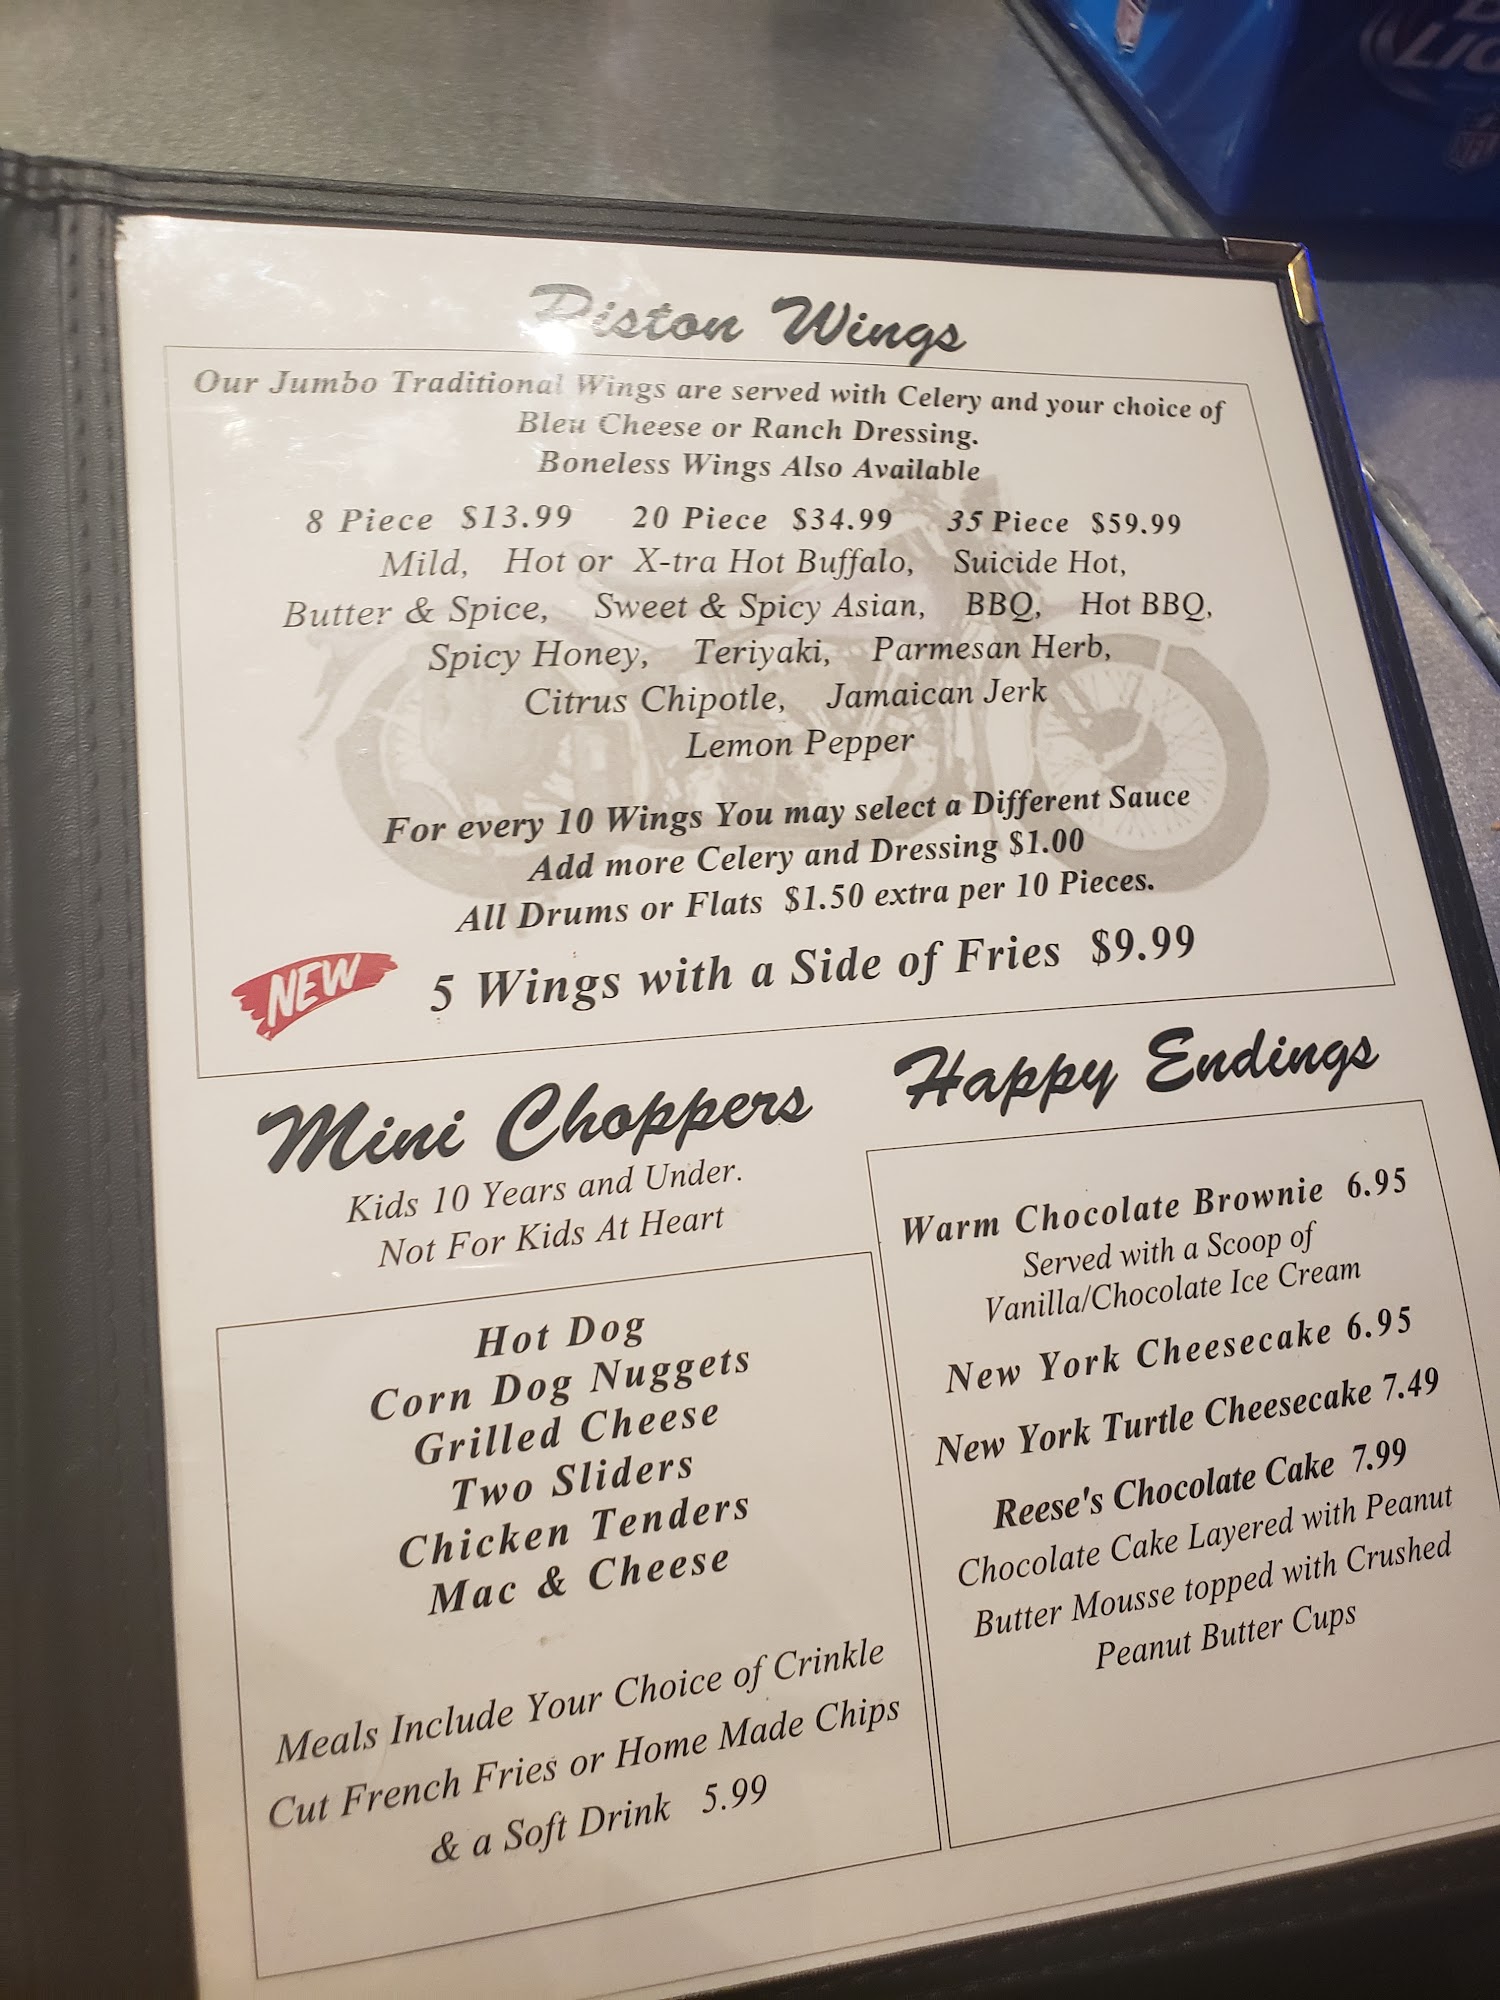 LIG
Piston Wings
Our Jumbo Traditional Wings are served with Celery and your choice of
Bleu Cheese or Ranch Dressing.
Boneless Wings Also Available
8 Piece $13.99 20 Piece $34.99 35 Piece $59.99
Mild, Hot or X-tra Hot Buffalo, Suicide Hot,
Butter & Spice, Sweet & Spicy Asian, BBQ, Hot BBQ,
Spicy Honey, Teriyaki, Parmesan Herb,
Citrus Chipotle, Jamaican Jerk
Lemon Pepper
For every 10 Wings You may select a Different Sauce
Add more Celery and Dressing $1.00
All Drums or Flats $1.50 extra per 10 Pieces.
NEW 5 Wings with a Side of Fries $9.99
Mini Choppers
Kids 10 Years and Under.
Not For Kids At Heart
Hot Dog
Corn Dog Nuggets
Grilled Cheese
Two Sliders
Chicken Tenders
Mac & Cheese
Meals Include Your Choice of Crinkle
Cut French Fries or Home Made Chips
& a Soft Drink 5.99
Happy Endings
Warm Chocolate Brownie 6.95
Served with a Scoop of
Vanilla/Chocolate Ice Cream
New York Cheesecake 6.95
New York Turtle Cheesecake 7.49
Reese's Chocolate Cake 7.99
Chocolate Cake Layered with Peanut
Butter Mousse topped with Crushed
Peanut Butter Cups